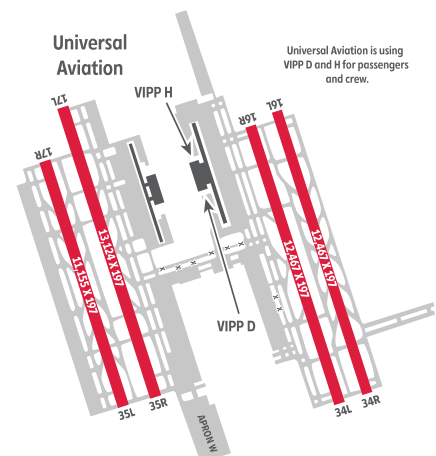 Universal
Aviation
Universal Aviation is using
VIPP D and H for passengers
and crew.
VIPP H
17L
17R
16L
16R
13,124 X 197
11,155 X 197
12,467 X 197
12,467 X 197
VIPP D
35L
35R
34L
34R
APRON W